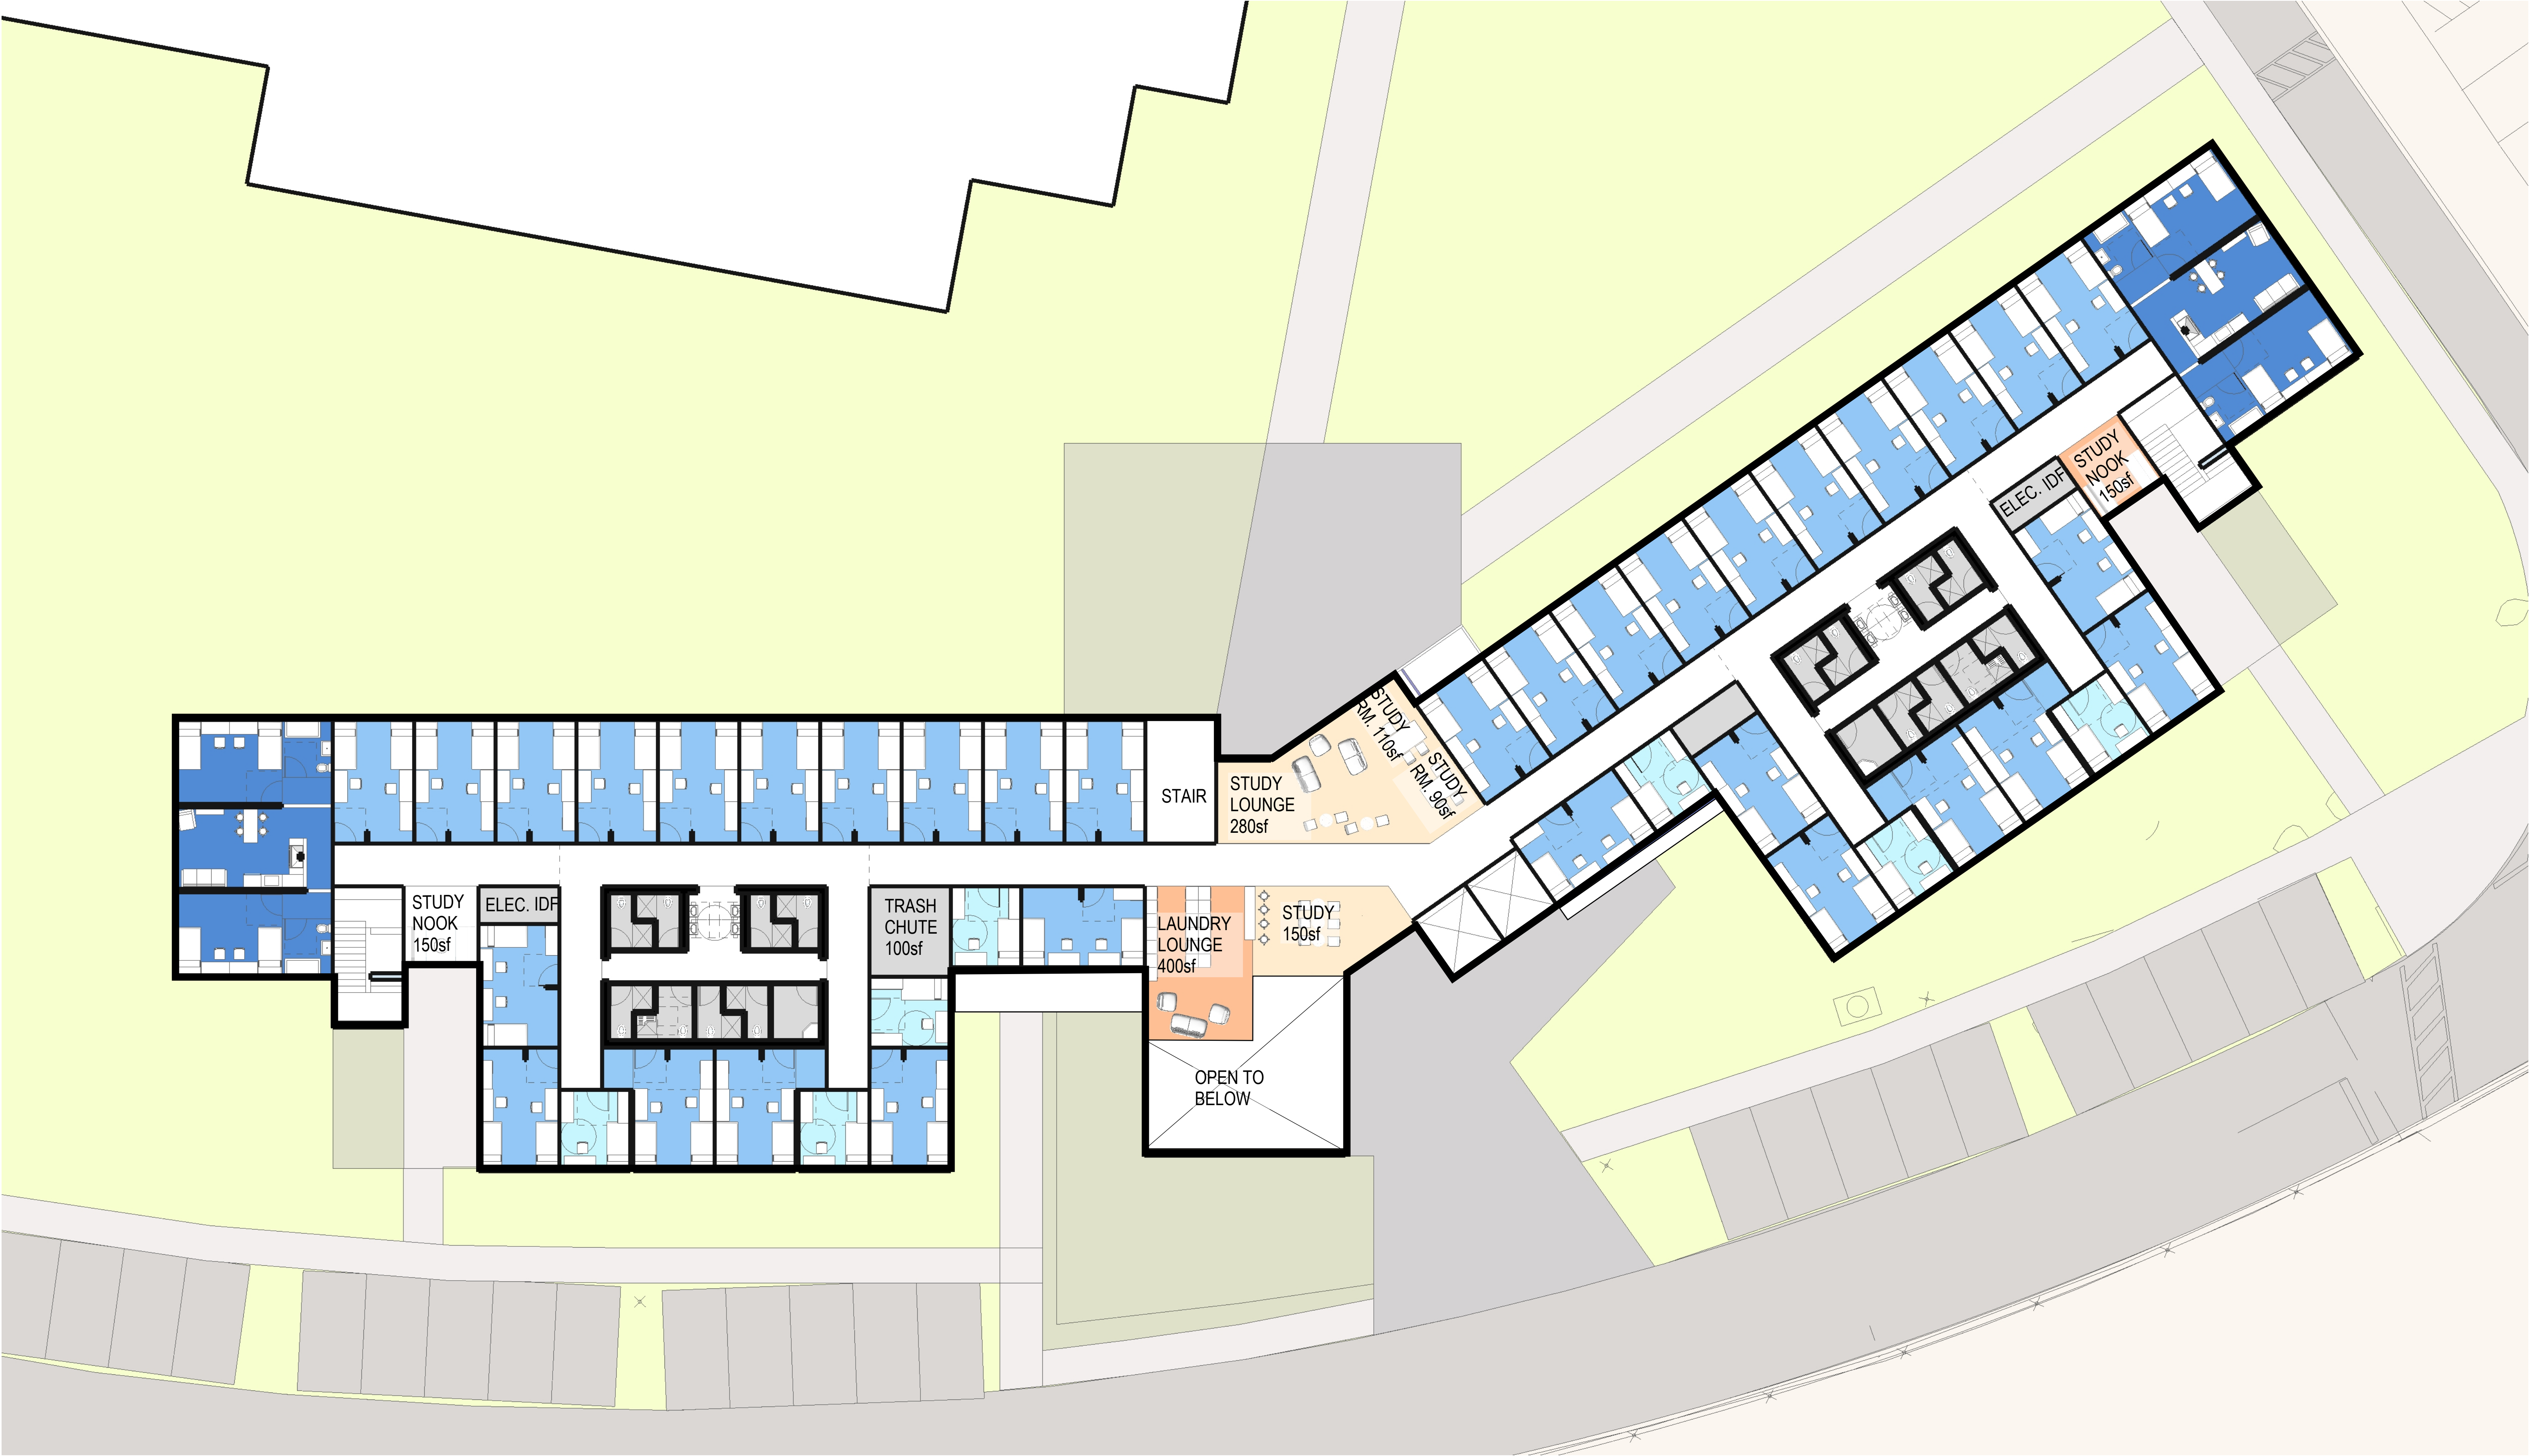 STUDY
NOOK
150sf
ELEC. IDF
TRASH
CHUTE
100sf
STAIR
STUDY
LOUNGE
280sf
STUDY
RM. 110sf
STUDY
RM. 90sf
LAUNDRY
LOUNGE
400sf
STUDY
150sf
OPEN TO
BELOW
ELEC. IDF
STUDY
NOOK
150sf